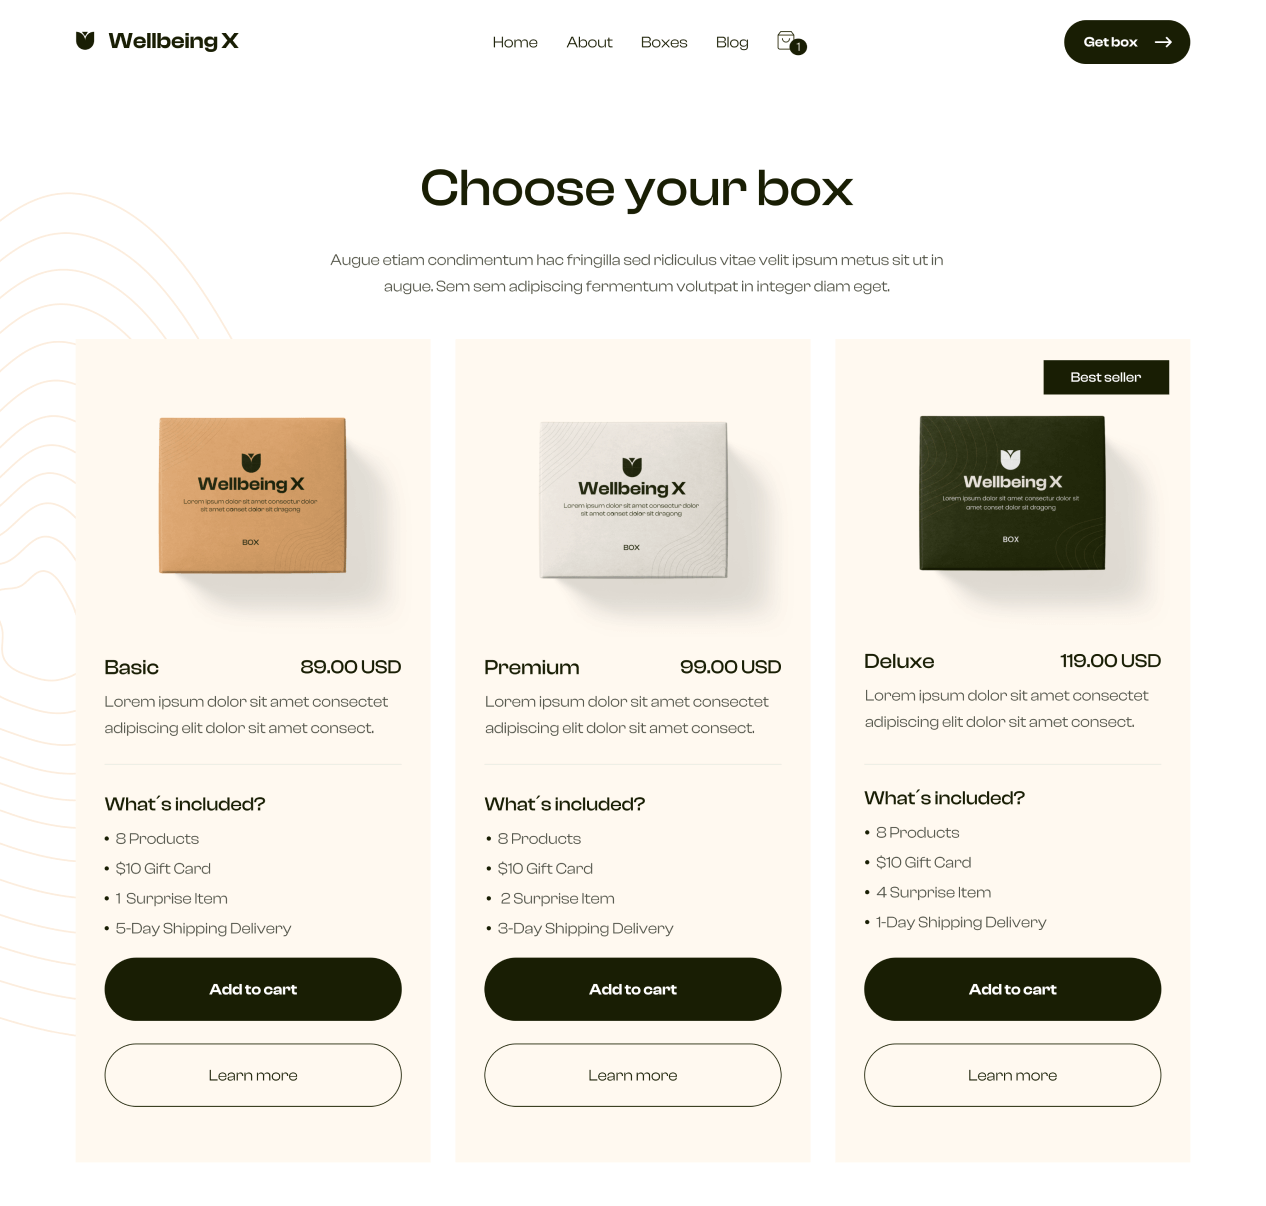 Wellbeing X
Home
About
Boxes
Blog
1
Get box
Choose your box
Augue etiam condimentum hac fringilla sed ridiculus vitae velit ipsum metus sit ut in
augue. Sem sem adipiscing fermentum volutpat in integer diam eget.
Wellbeing X
Lorem ipsum dolor sit amet consectur dolor
sit amet conset dolor sit dragong
BOX
Basic
89.00 USD
Lorem ipsum dolor sit amet consectet
adipiscing elit dolor sit amet consect.
What´s included?
• 8 Products
• $10 Gift Card
• 1 Surprise Item
• 5-Day Shipping Delivery
Add to cart
Learn more
Wellbeing X
Lorem ipsum dolor sit amet consectur dolor
sit amet conset dolor sit dragong
BOX
Premium
99.00 USD
Lorem ipsum dolor sit amet consectet
adipiscing elit dolor sit amet consect.
What´s included?
• 8 Products
• $10 Gift Card
• 2 Surprise Item
• 3-Day Shipping Delivery
Add to cart
Learn more
Best seller
Wellbeing X
Lorem ipsum dolor sit amet consectur dolor sit
amet conset dolor sit dragong
BOX
Deluxe
119.00 USD
Lorem ipsum dolor sit amet consectet
adipiscing elit dolor sit amet consect.
What´s included?
• 8 Products
• $10 Gift Card
• 4 Surprise Item
• 1-Day Shipping Delivery
Add to cart
Learn more